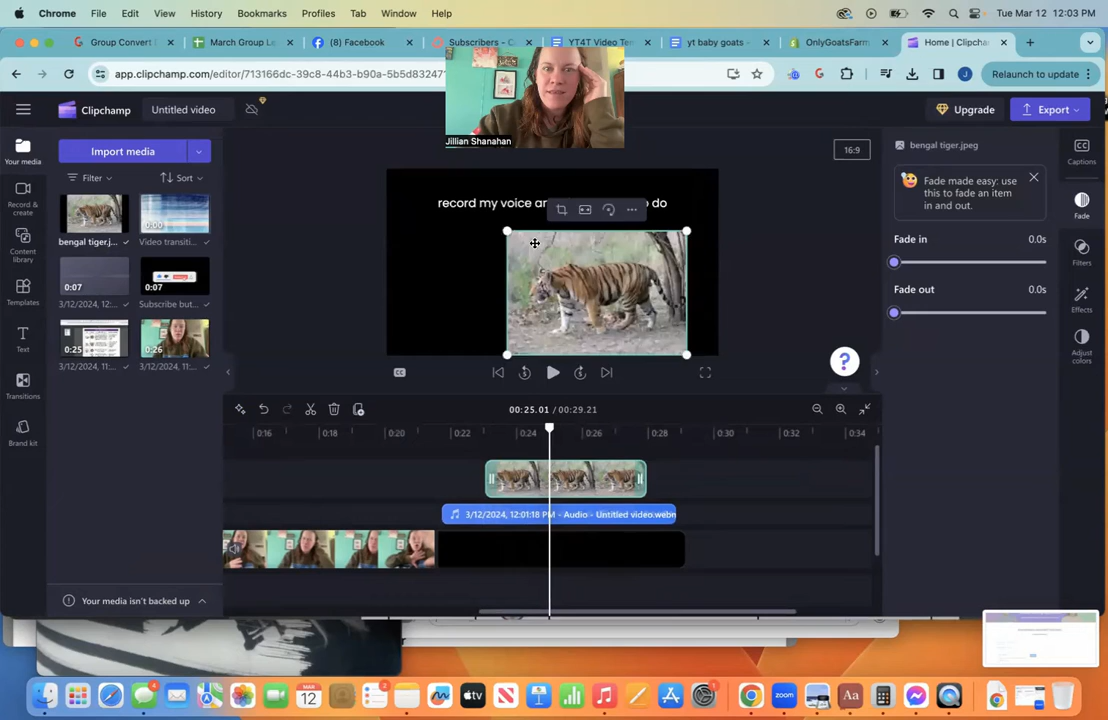 Chrome File Edit View History Bookmarks Profiles Tab Window Help Tue Mar 12 12:03 PM
Group Convert March Group Le (8) Facebook Subscribers - YT4T Video Te yt baby goats - OnlyGoatsFarm Home | Clipcha
app.clipchamp.com/editor/713166dc-39c8-44b3-b90a-5b5d83247 Relaunch to update
Clipchamp Untitled video Upgrade Export
Jillian Shanahan
Your media
Record & create
Content library
Templates
Text
Transitions
Brand kit
Import media
Filter Sort
bengal tiger.j...
0:00
Video transiti...
0:07
3/12/2024, 12:...
0:07
Subscribe but...
0:25
3/12/2024, 11:...
0:26
3/12/2024, 11:...
Your media isn't backed up
16:9
record my voice an do
00:25.01 / 00:29.21
0:16 0:18 0:20 0:22 0:24 0:26 0:28 0:30 0:32 0:34
3/12/2024, 12:01:18 PM - Audio - Untitled video.webm
bengal tiger.jpeg
Fade made easy: use
this to fade an item
in and out.
Fade in 0.0s
Fade out 0.0s
Captions
Fade
Filters
Effects
Adjust colors
?
MAR
12
zoom
Aa